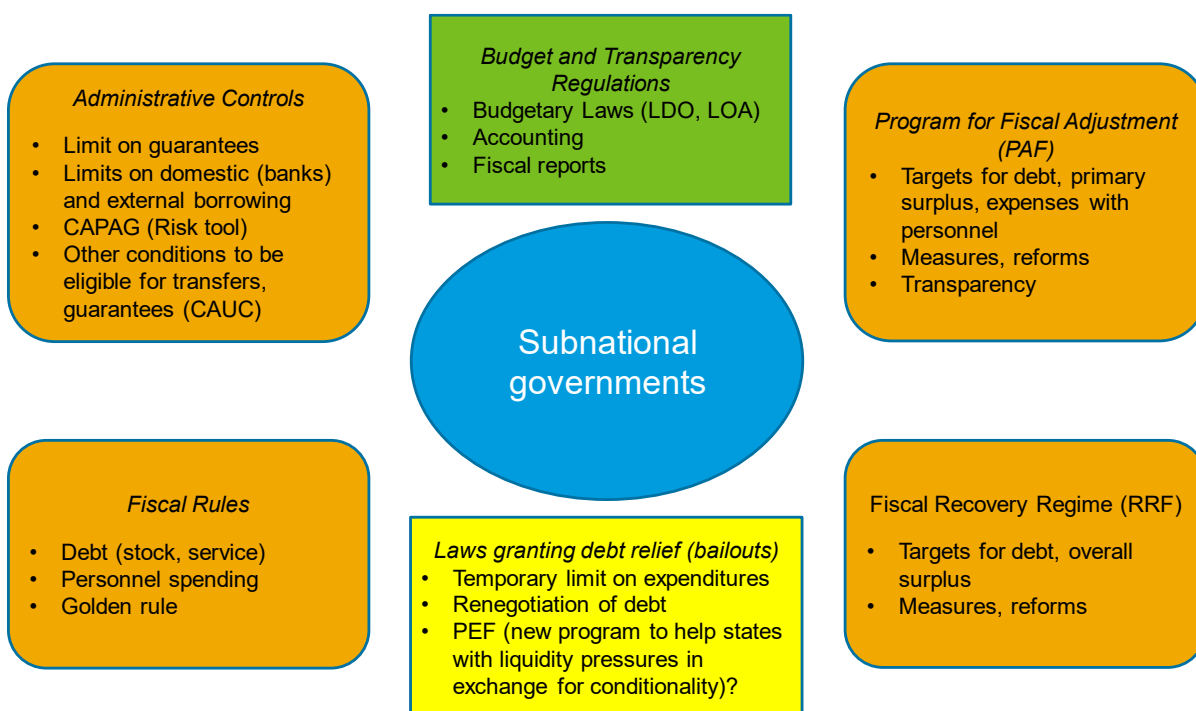 Administrative Controls
• Limit on guarantees
• Limits on domestic (banks)
and external borrowing
• CAPAG (Risk tool)
• Other conditions to be
eligible for transfers,
guarantees (CAUC)
Budget and Transparency
Regulations
• Budgetary Laws (LDO, LOA)
• Accounting
• Fiscal reports
Program for Fiscal Adjustment
(PAF)
• Targets for debt, primary
surplus, expenses with
personnel
• Measures, reforms
• Transparency
Subnational
governments
Fiscal Rules
• Debt (stock, service)
• Personnel spending
• Golden rule
Laws granting debt relief (bailouts)
• Temporary limit on expenditures
• Renegotiation of debt
• PEF (new program to help states
with liquidity pressures in
exchange for conditionality)?
Fiscal Recovery Regime (RRF)
• Targets for debt, overall
surplus
• Measures, reforms